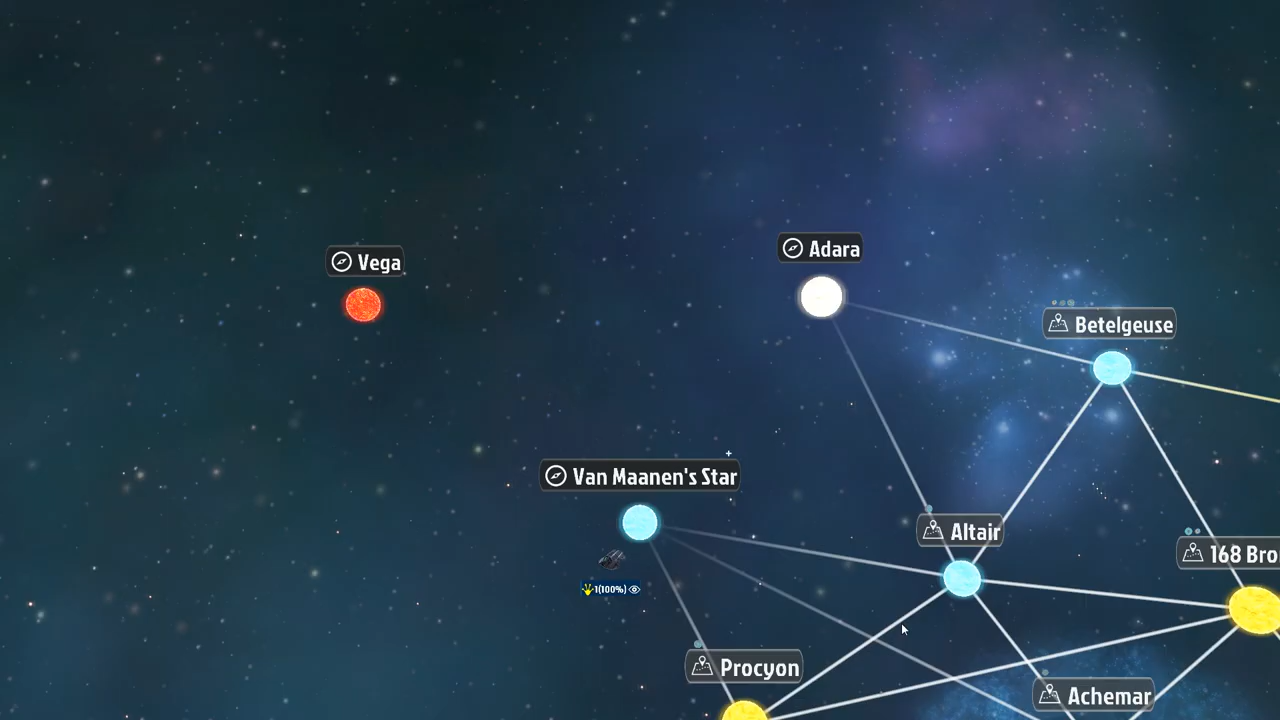 Vega
Adara
Betelgeuse
Van Maanen's Star
Altair
168 Bro
1(100%)
Procyon
Achemar